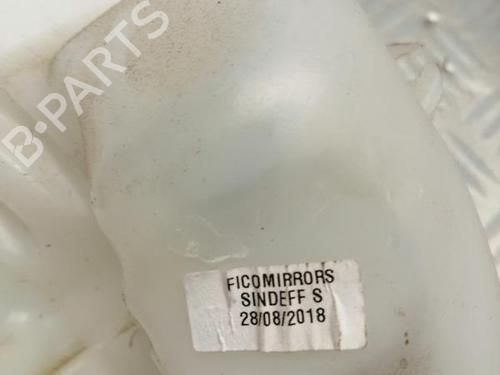 B-PARTS
FICOMIRRORS
SINDEFF S
28/08/2018